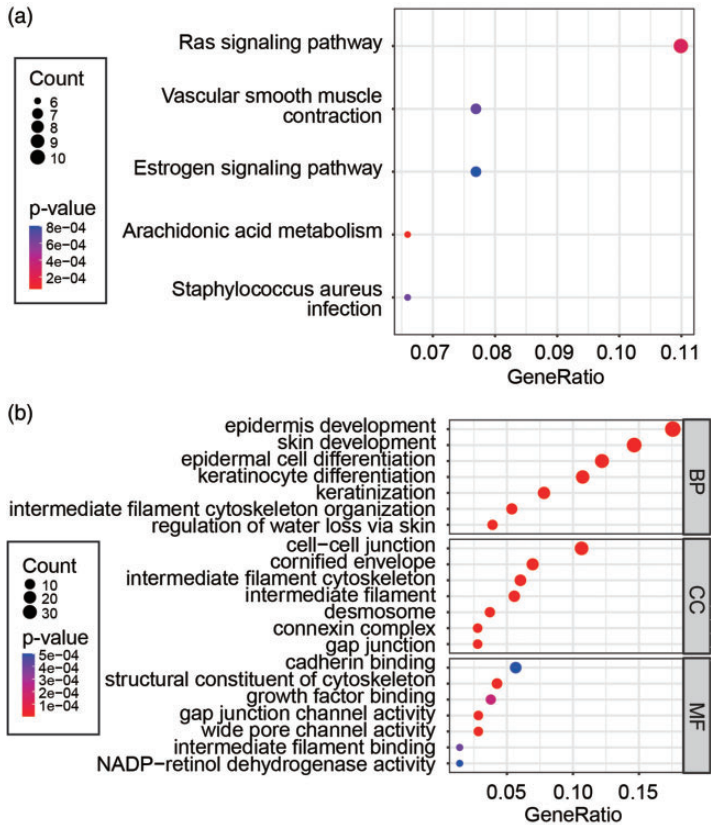 (a)
Ras signaling pathway
Vascular smooth muscle
contraction
Estrogen signaling pathway
Arachidonic acid metabolism
Staphylococcus aureus
infection
Count
6
7
8
9
10
p-value
8e−04
6e−04
4e−04
2e−04
0.07 0.08 0.09 0.10 0.11
GeneRatio
(b)
epidermis development
skin development
epidermal cell differentiation
keratinocyte differentiation
keratinization
intermediate filament cytoskeleton organization
regulation of water loss via skin
BP
cell−cell junction
cornified envelope
intermediate filament cytoskeleton
intermediate filament
desmosome
connexin complex
gap junction
CC
cadherin binding
structural constituent of cytoskeleton
growth factor binding
gap junction channel activity
wide pore channel activity
intermediate filament binding
NADP−retinol dehydrogenase activity
MF
Count
10
20
30
p-value
5e−04
4e−04
3e−04
2e−04
1e−04
0.05 0.10 0.15
GeneRatio